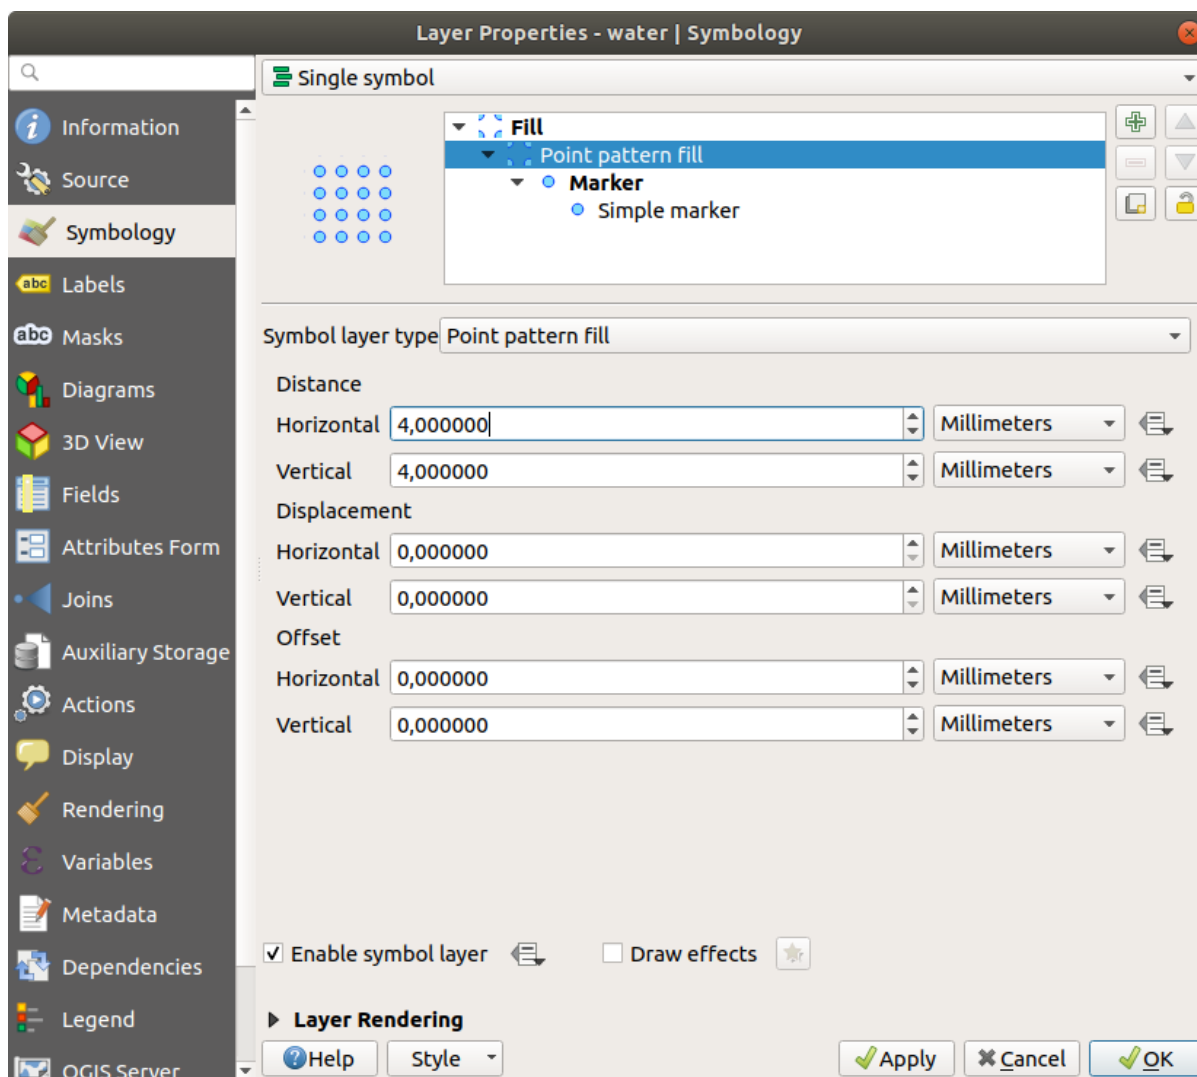 Layer Properties - water | Symbology
Single symbol
Information
Source
Symbology
abc Labels
abc Masks
Diagrams
3D View
Fields
Attributes Form
Joins
Auxiliary Storage
Actions
Display
Rendering
Variables
Metadata
Dependencies
Legend
QGIS Server
Fill
Point pattern fill
Marker
Simple marker
Symbol layer type Point pattern fill
Distance
Horizontal 4,000000 Millimeters
Vertical 4,000000 Millimeters
Displacement
Horizontal 0,000000 Millimeters
Vertical 0,000000 Millimeters
Offset
Horizontal 0,000000 Millimeters
Vertical 0,000000 Millimeters
Enable symbol layer Draw effects
Layer Rendering
Help Style Apply Cancel OK